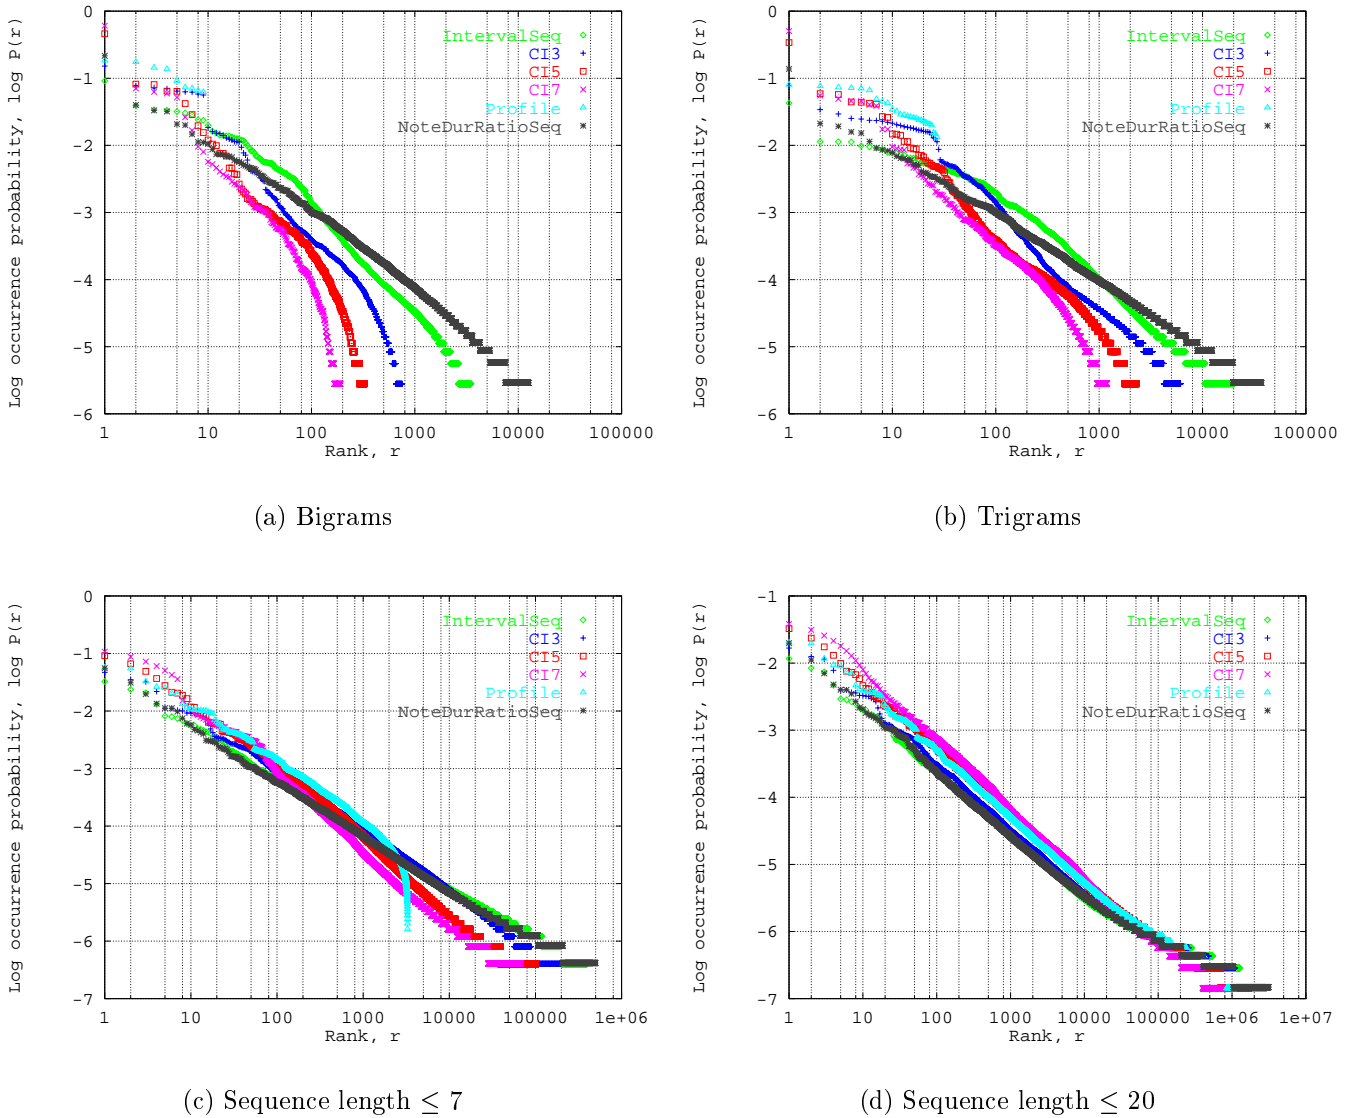 Log occurrence probability, log P(r)
0
-1
-2
-3
-4
-5
-6
1 10 100 1000 10000 100000
Rank, r
IntervalSeq
CI3
CI5
CI7
Profile
NoteDurRatioSeq
(a) Bigrams
Log occurrence probability, log P(r)
0
-1
-2
-3
-4
-5
-6
1 10 100 1000 10000 100000
Rank, r
IntervalSeq
CI3
CI5
CI7
Profile
NoteDurRatioSeq
(b) Trigrams
Log occurrence probability, log P(r)
0
-1
-2
-3
-4
-5
-6
-7
1 10 100 1000 10000 100000 1e+06
Rank, r
IntervalSeq
CI3
CI5
CI7
Profile
NoteDurRatioSeq
(c) Sequence length ≤ 7
Log occurrence probability, log P(r)
-1
-2
-3
-4
-5
-6
-7
1 10 100 1000 10000 100000 1e+06 1e+07
Rank, r
IntervalSeq
CI3
CI5
CI7
Profile
NoteDurRatioSeq
(d) Sequence length ≤ 20